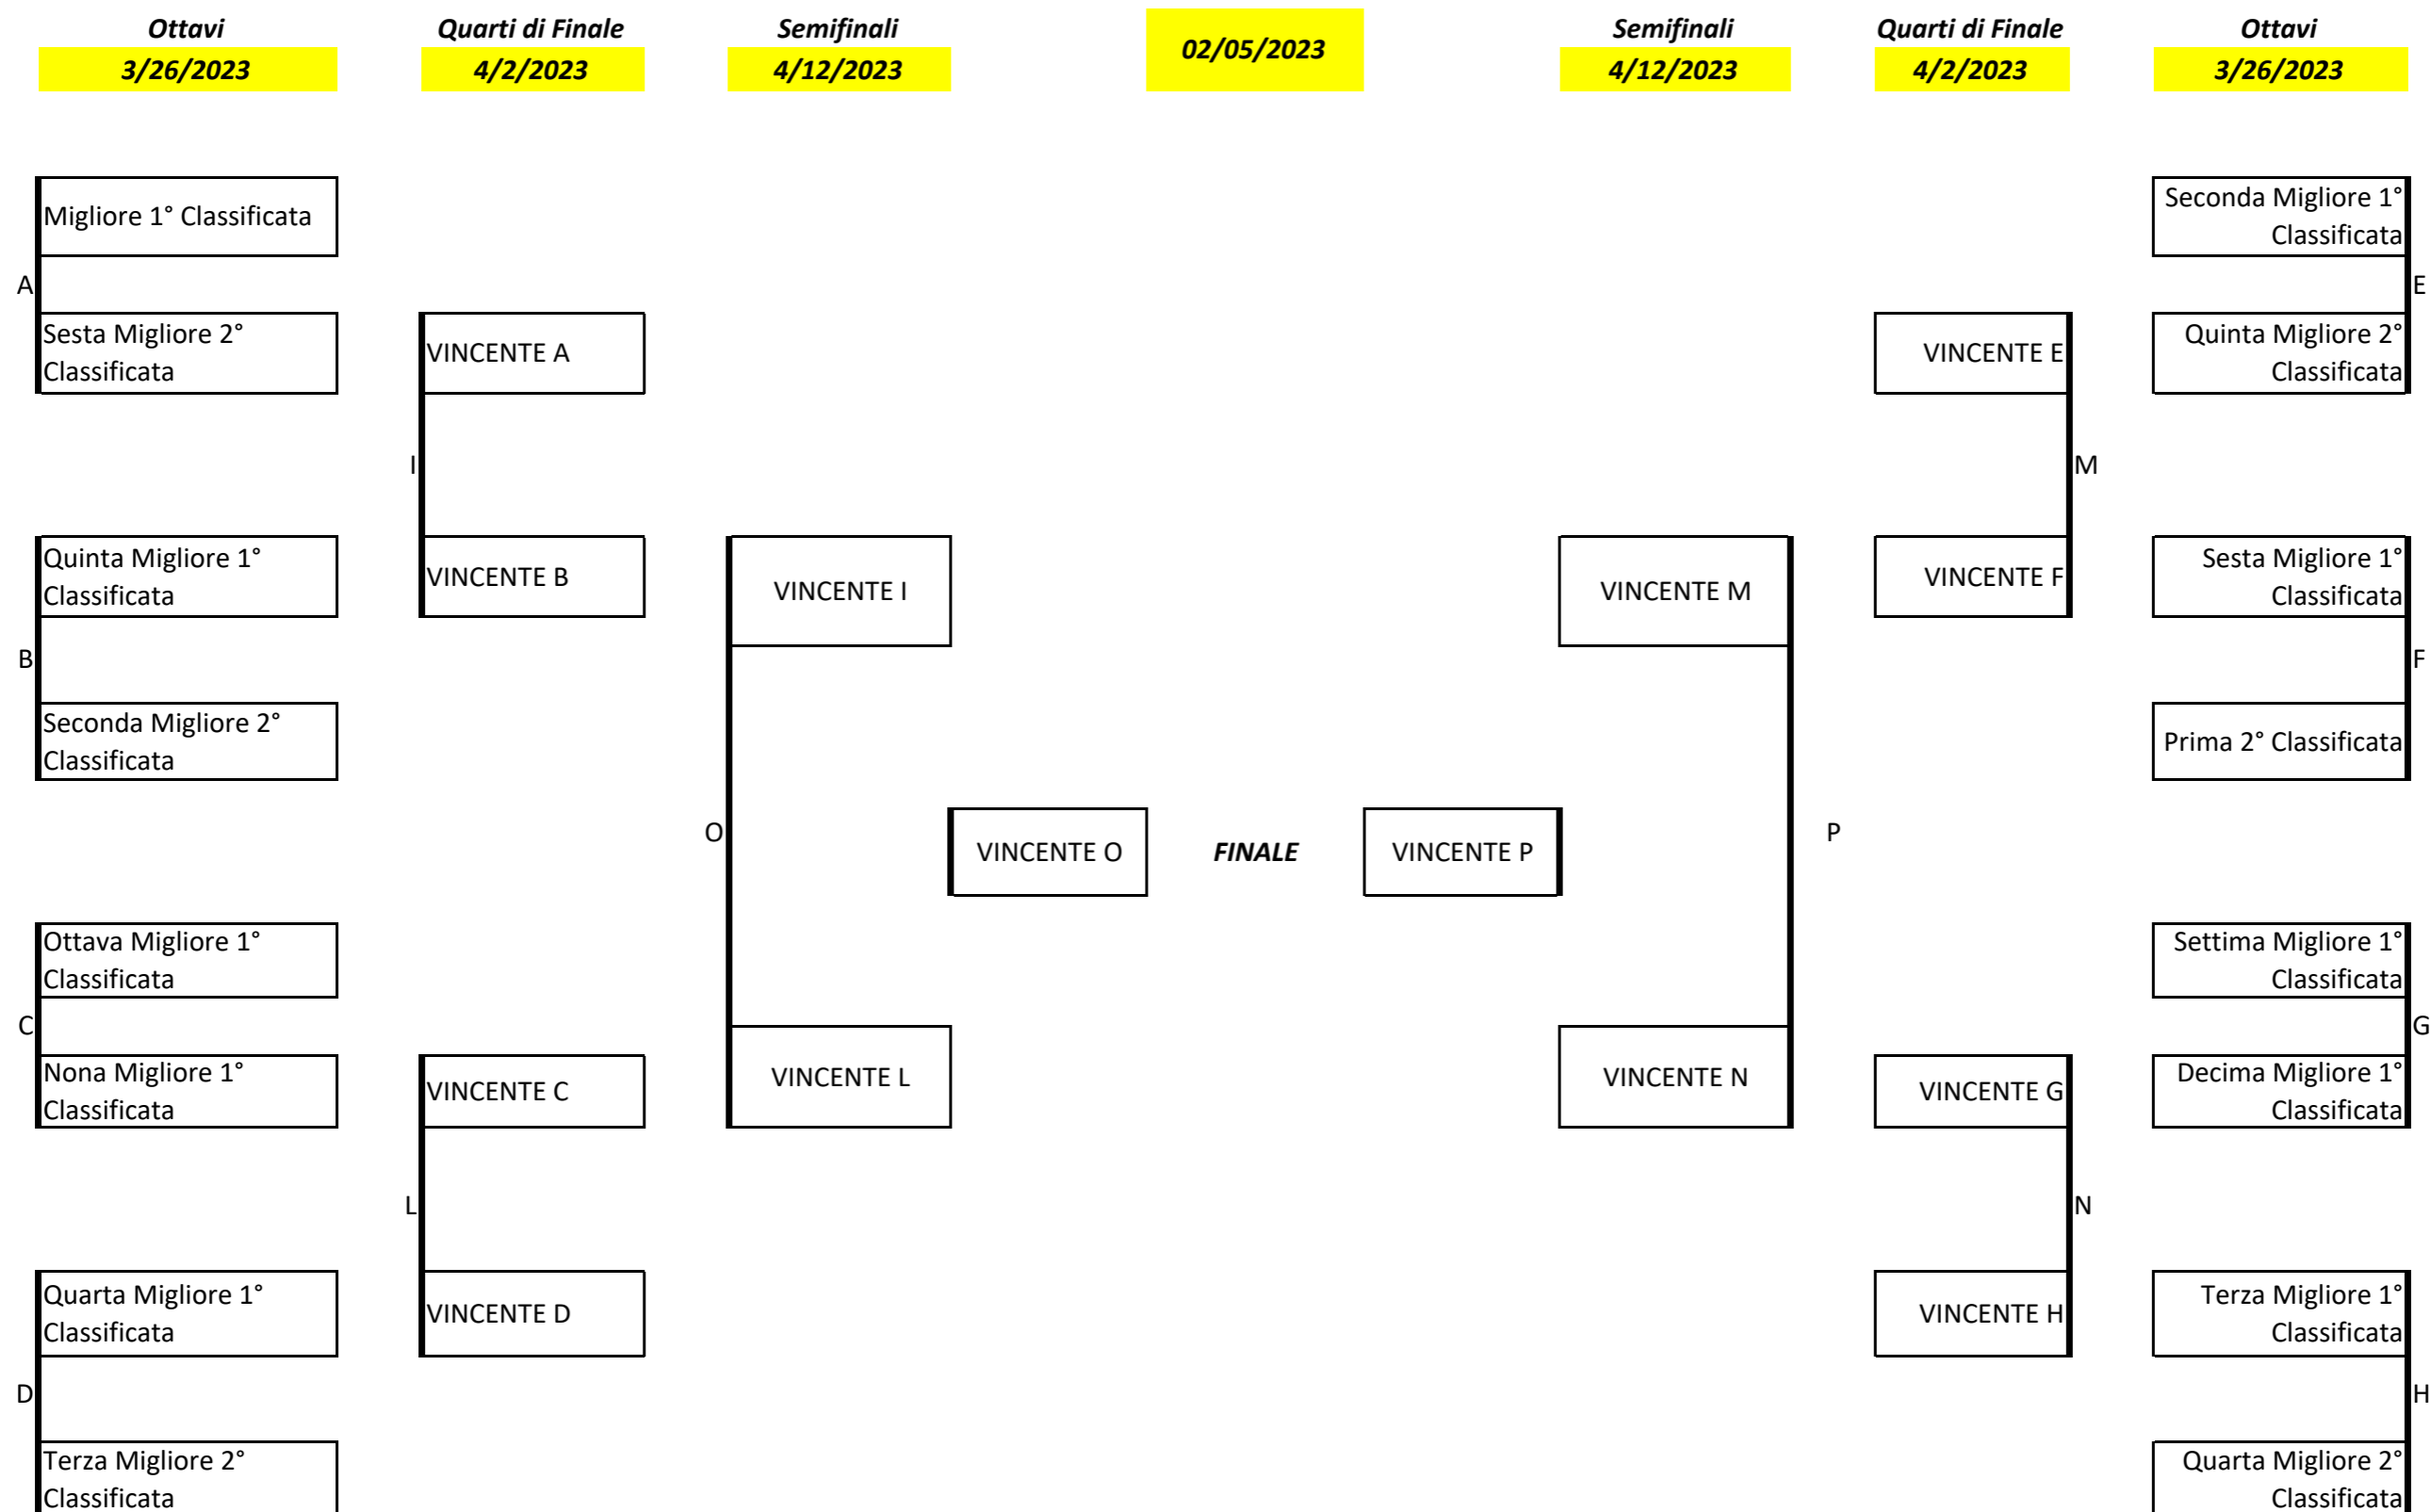 Ottavi
Quarti di Finale
Semifinali
02/05/2023
Semifinali
Quarti di Finale
Ottavi
3/26/2023
4/2/2023
4/12/2023
4/12/2023
4/2/2023
3/26/2023
Migliore 1° Classificata
Seconda Migliore 1°
Classificata
A
E
Sesta Migliore 2°
Classificata
VINCENTE A
VINCENTE E
Quinta Migliore 2°
Classificata
I
M
Quinta Migliore 1°
Classificata
VINCENTE B
VINCENTE I
VINCENTE M
VINCENTE F
Sesta Migliore 1°
Classificata
B
F
Seconda Migliore 2°
Classificata
Prima 2° Classificata
O
VINCENTE O
FINALE
VINCENTE P
P
Ottava Migliore 1°
Classificata
Settima Migliore 1°
Classificata
C
G
Nona Migliore 1°
Classificata
VINCENTE C
VINCENTE L
VINCENTE N
VINCENTE G
Decima Migliore 1°
Classificata
L
N
Quarta Migliore 1°
Classificata
VINCENTE D
VINCENTE H
Terza Migliore 1°
Classificata
D
H
Terza Migliore 2°
Classificata
Quarta Migliore 2°
Classificata